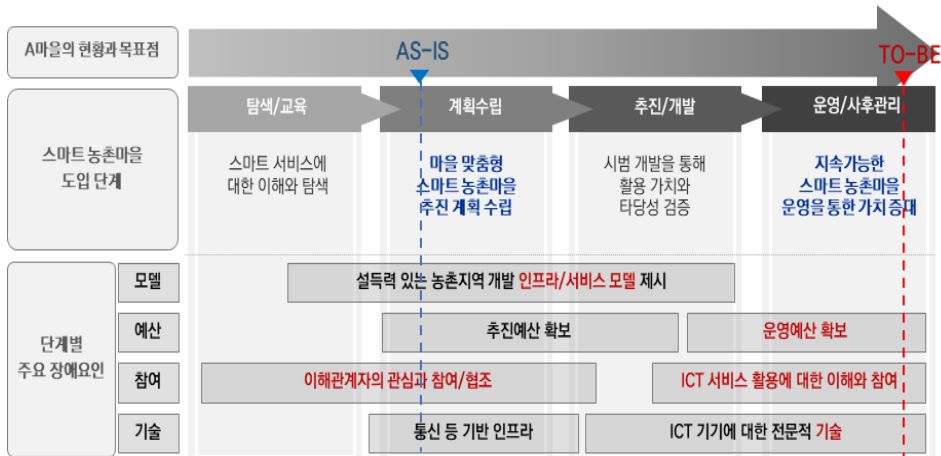 A마을의 현황과 목표점
AS-IS
TO-BE
스마트 농촌마을
도입 단계
탐색/교육
계획수립
추진/개발
운영/사후관리
스마트 서비스에
대한 이해와 탐색
마을 맞춤형
스마트 농촌마을
추진 계획 수립
시범 개발을 통해
활용 가치와
타당성 검증
지속가능한
스마트 농촌마을
운영을 통한 가치 증대
단계별
주요 장애요인
모델
설득력 있는 농촌지역 개발 인프라/서비스 모델 제시
예산
추진예산 확보
운영예산 확보
참여
이해관계자의 관심과 참여/협조
ICT 서비스 활용에 대한 이해와 참여
기술
통신 등 기반 인프라
ICT 기기에 대한 전문적 기술